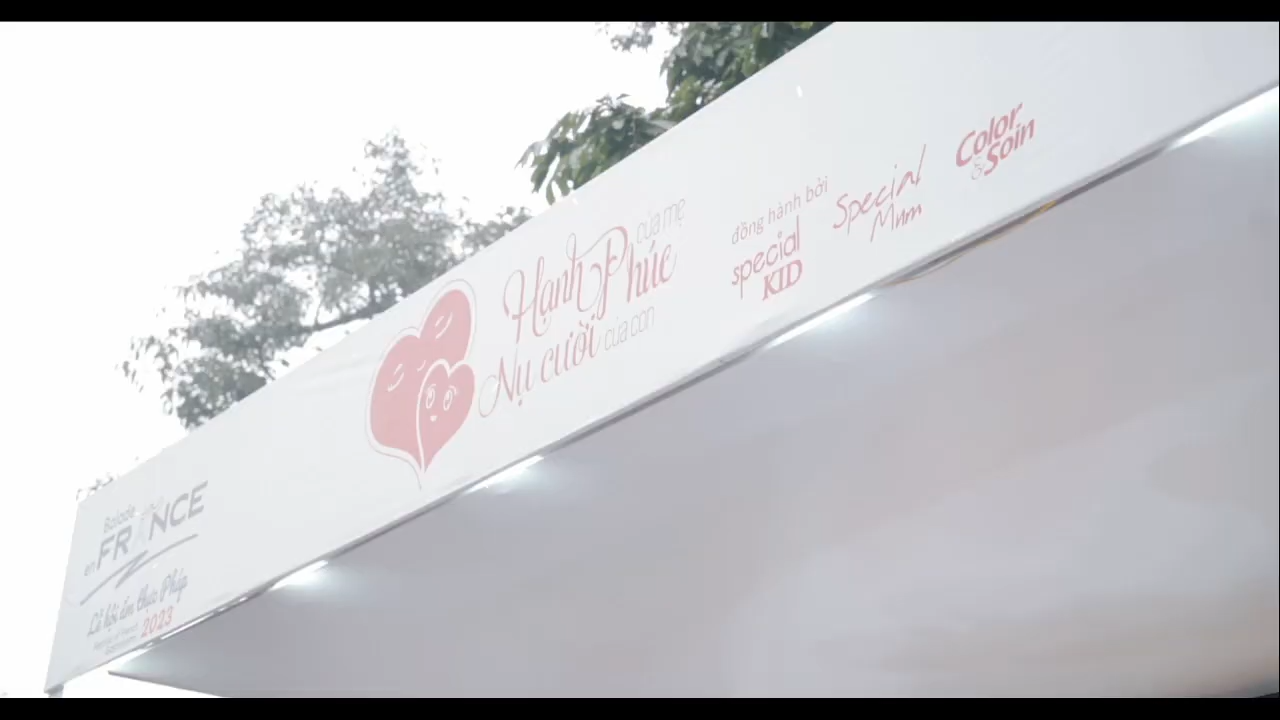 Balade
en FRANCE
Lễ hội ẩm thực Pháp
2023
của mẹ
Hạnh Phúc
Nụ cười của con
đồng hành bởi
special
KID
Special
Mum
Color
&Soin